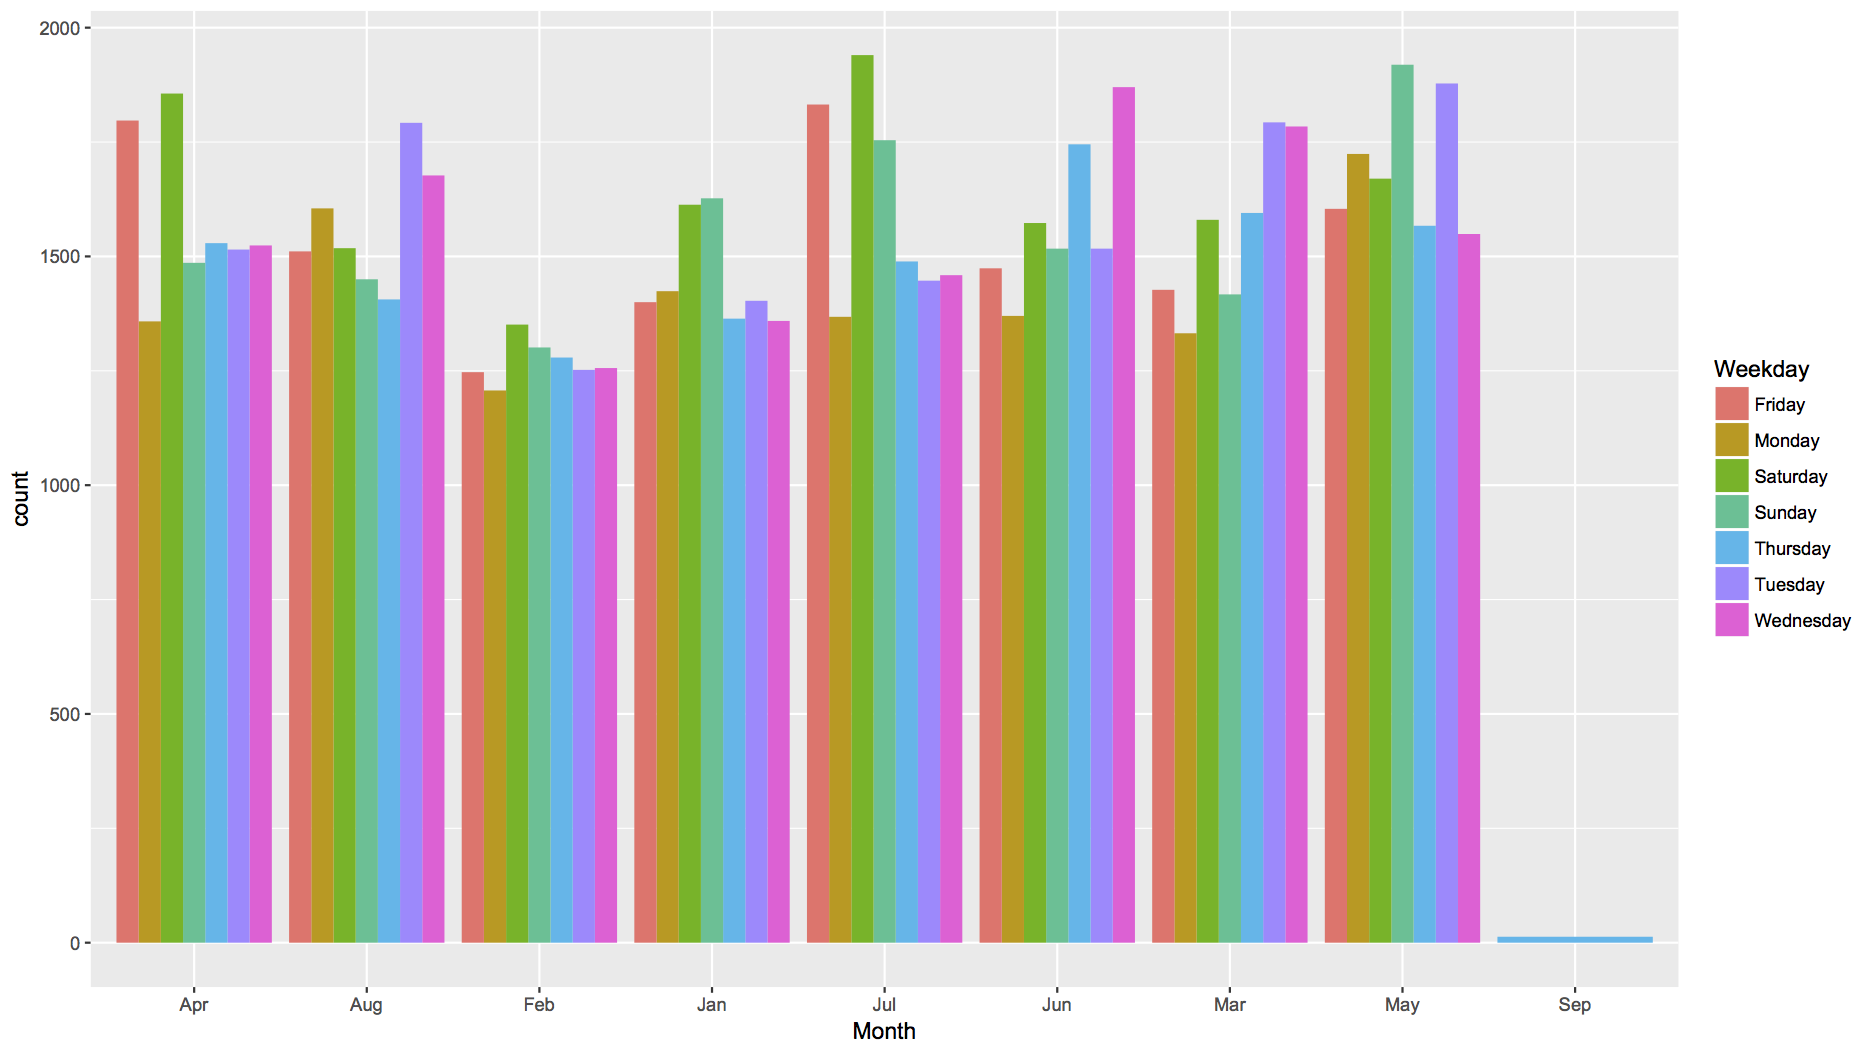 2000
1500
1000
500
0
count
Apr Aug Feb Jan Jul Jun Mar May Sep
Month
Weekday
Friday
Monday
Saturday
Sunday
Thursday
Tuesday
Wednesday